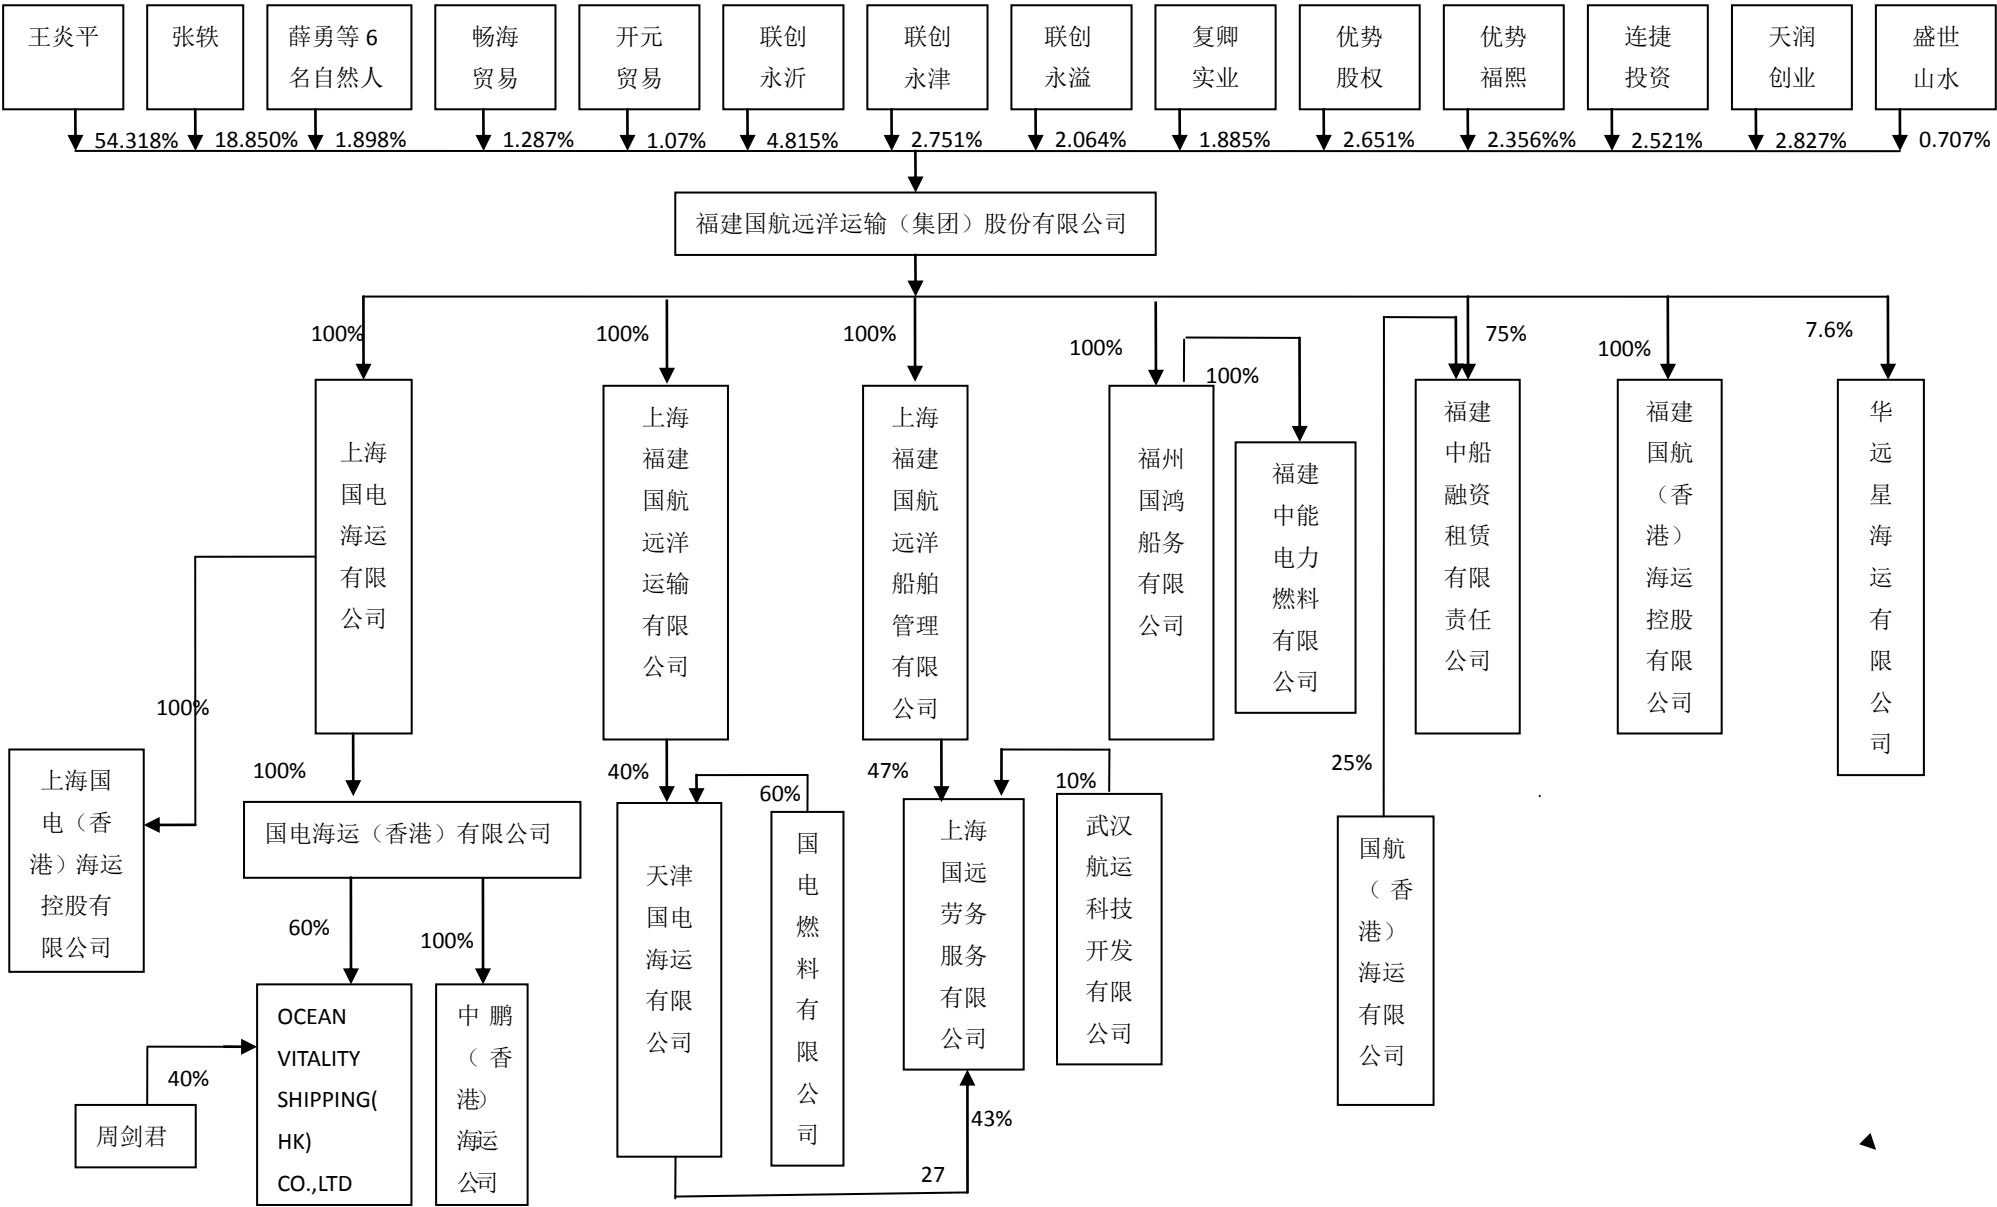 王炎平
张轶
薛勇等 6
名自然人
畅海
贸易
开元
贸易
联创
永沂
联创
永津
联创
永溢
复卿
实业
优势
股权
优势
福熙
连捷
投资
天润
创业
盛世
山水
54.318%
18.850%
1.898%
1.287%
1.07%
4.815%
2.751%
2.064%
1.885%
2.651%
2.356%%
2.521%
2.827%
0.707%
福建国航远洋运输（集团）股份有限公司
100%
100%
100%
100%
100%
75%
100%
7.6%
上海
国电
海运
有限
公司
上海
福建
国航
远洋
运输
有限
公司
上海
福建
国航
远洋
船舶
管理
有限
公司
福州
国鸿
船务
有限
公司
福建
中能
电力
燃料
有限
公司
福建
中船
融资
租赁
有限
责任
公司
福建
国航
（香
港）
海运
控股
有限
公司
华
远
星
海
运
有
限
公
司
100%
100%
40%
60%
47%
10%
25%
上海国
电（香
港）海运
控股有
限公司
国电海运（香港）有限公司
60%
100%
天津
国电
海运
有限
公司
国
电
燃
料
有
限
公
司
上海
国远
劳务
服务
有限
公司
武汉
航运
科技
开发
有限
公司
国航
（ 香
港）
海运
有限
公司
OCEAN
VITALITY
SHIPPING(
HK)
CO.,LTD
中 鹏
（ 香
港）
海运
公司
40%
周剑君
43%
27